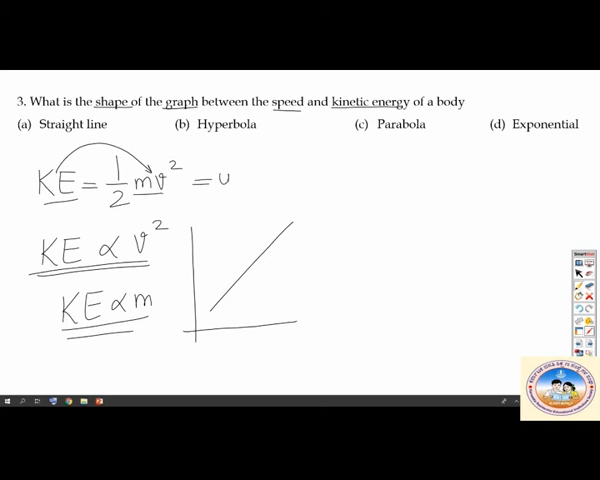 3. What is the shape of the graph between the speed and kinetic energy of a body
(a) Straight line (b) Hyperbola (c) Parabola (d) Exponential
KE = 1/2 mv² = u
KE ∝ v²
KE ∝ m